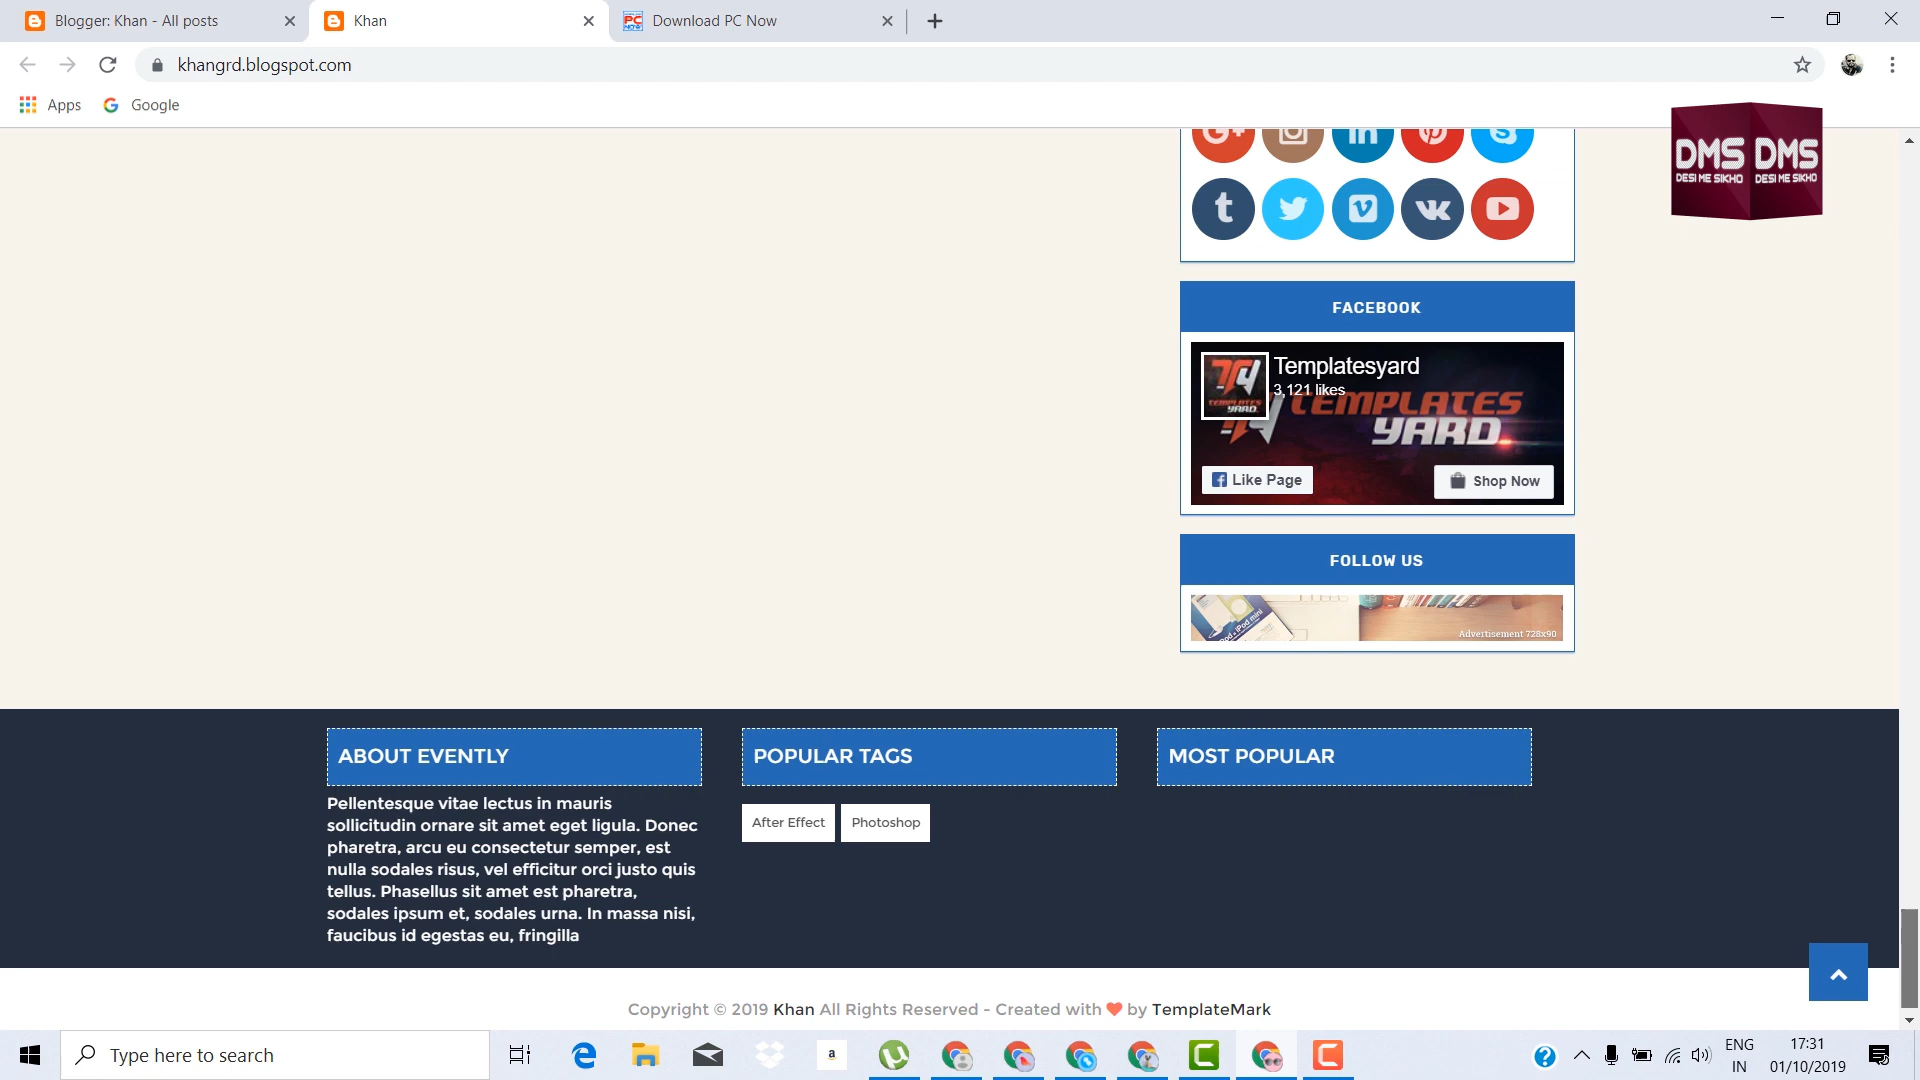 Blogger: Khan - All posts
Khan
Download PC Now
khangrd.blogspot.com
Apps
Google
DMS DMS
DESI ME SIKHO DESI ME SIKHO
FACEBOOK
Templatesyard
3,121 likes
TEMPLATES
YARD
Like Page
Shop Now
FOLLOW US
Advertisement 728x90
ABOUT EVENTLY
POPULAR TAGS
MOST POPULAR
Pellentesque vitae lectus in mauris
sollicitudin ornare sit amet eget ligula. Donec
pharetra, arcu eu consectetur semper, est
nulla sodales risus, vel efficitur orci justo quis
tellus. Phasellus sit amet est pharetra,
sodales ipsum et, sodales urna. In massa nisi,
faucibus id egestas eu, fringilla
After Effect
Photoshop
Copyright © 2019 Khan All Rights Reserved - Created with ❤ by TemplateMark
Type here to search
ENG
IN
17:31
01/10/2019